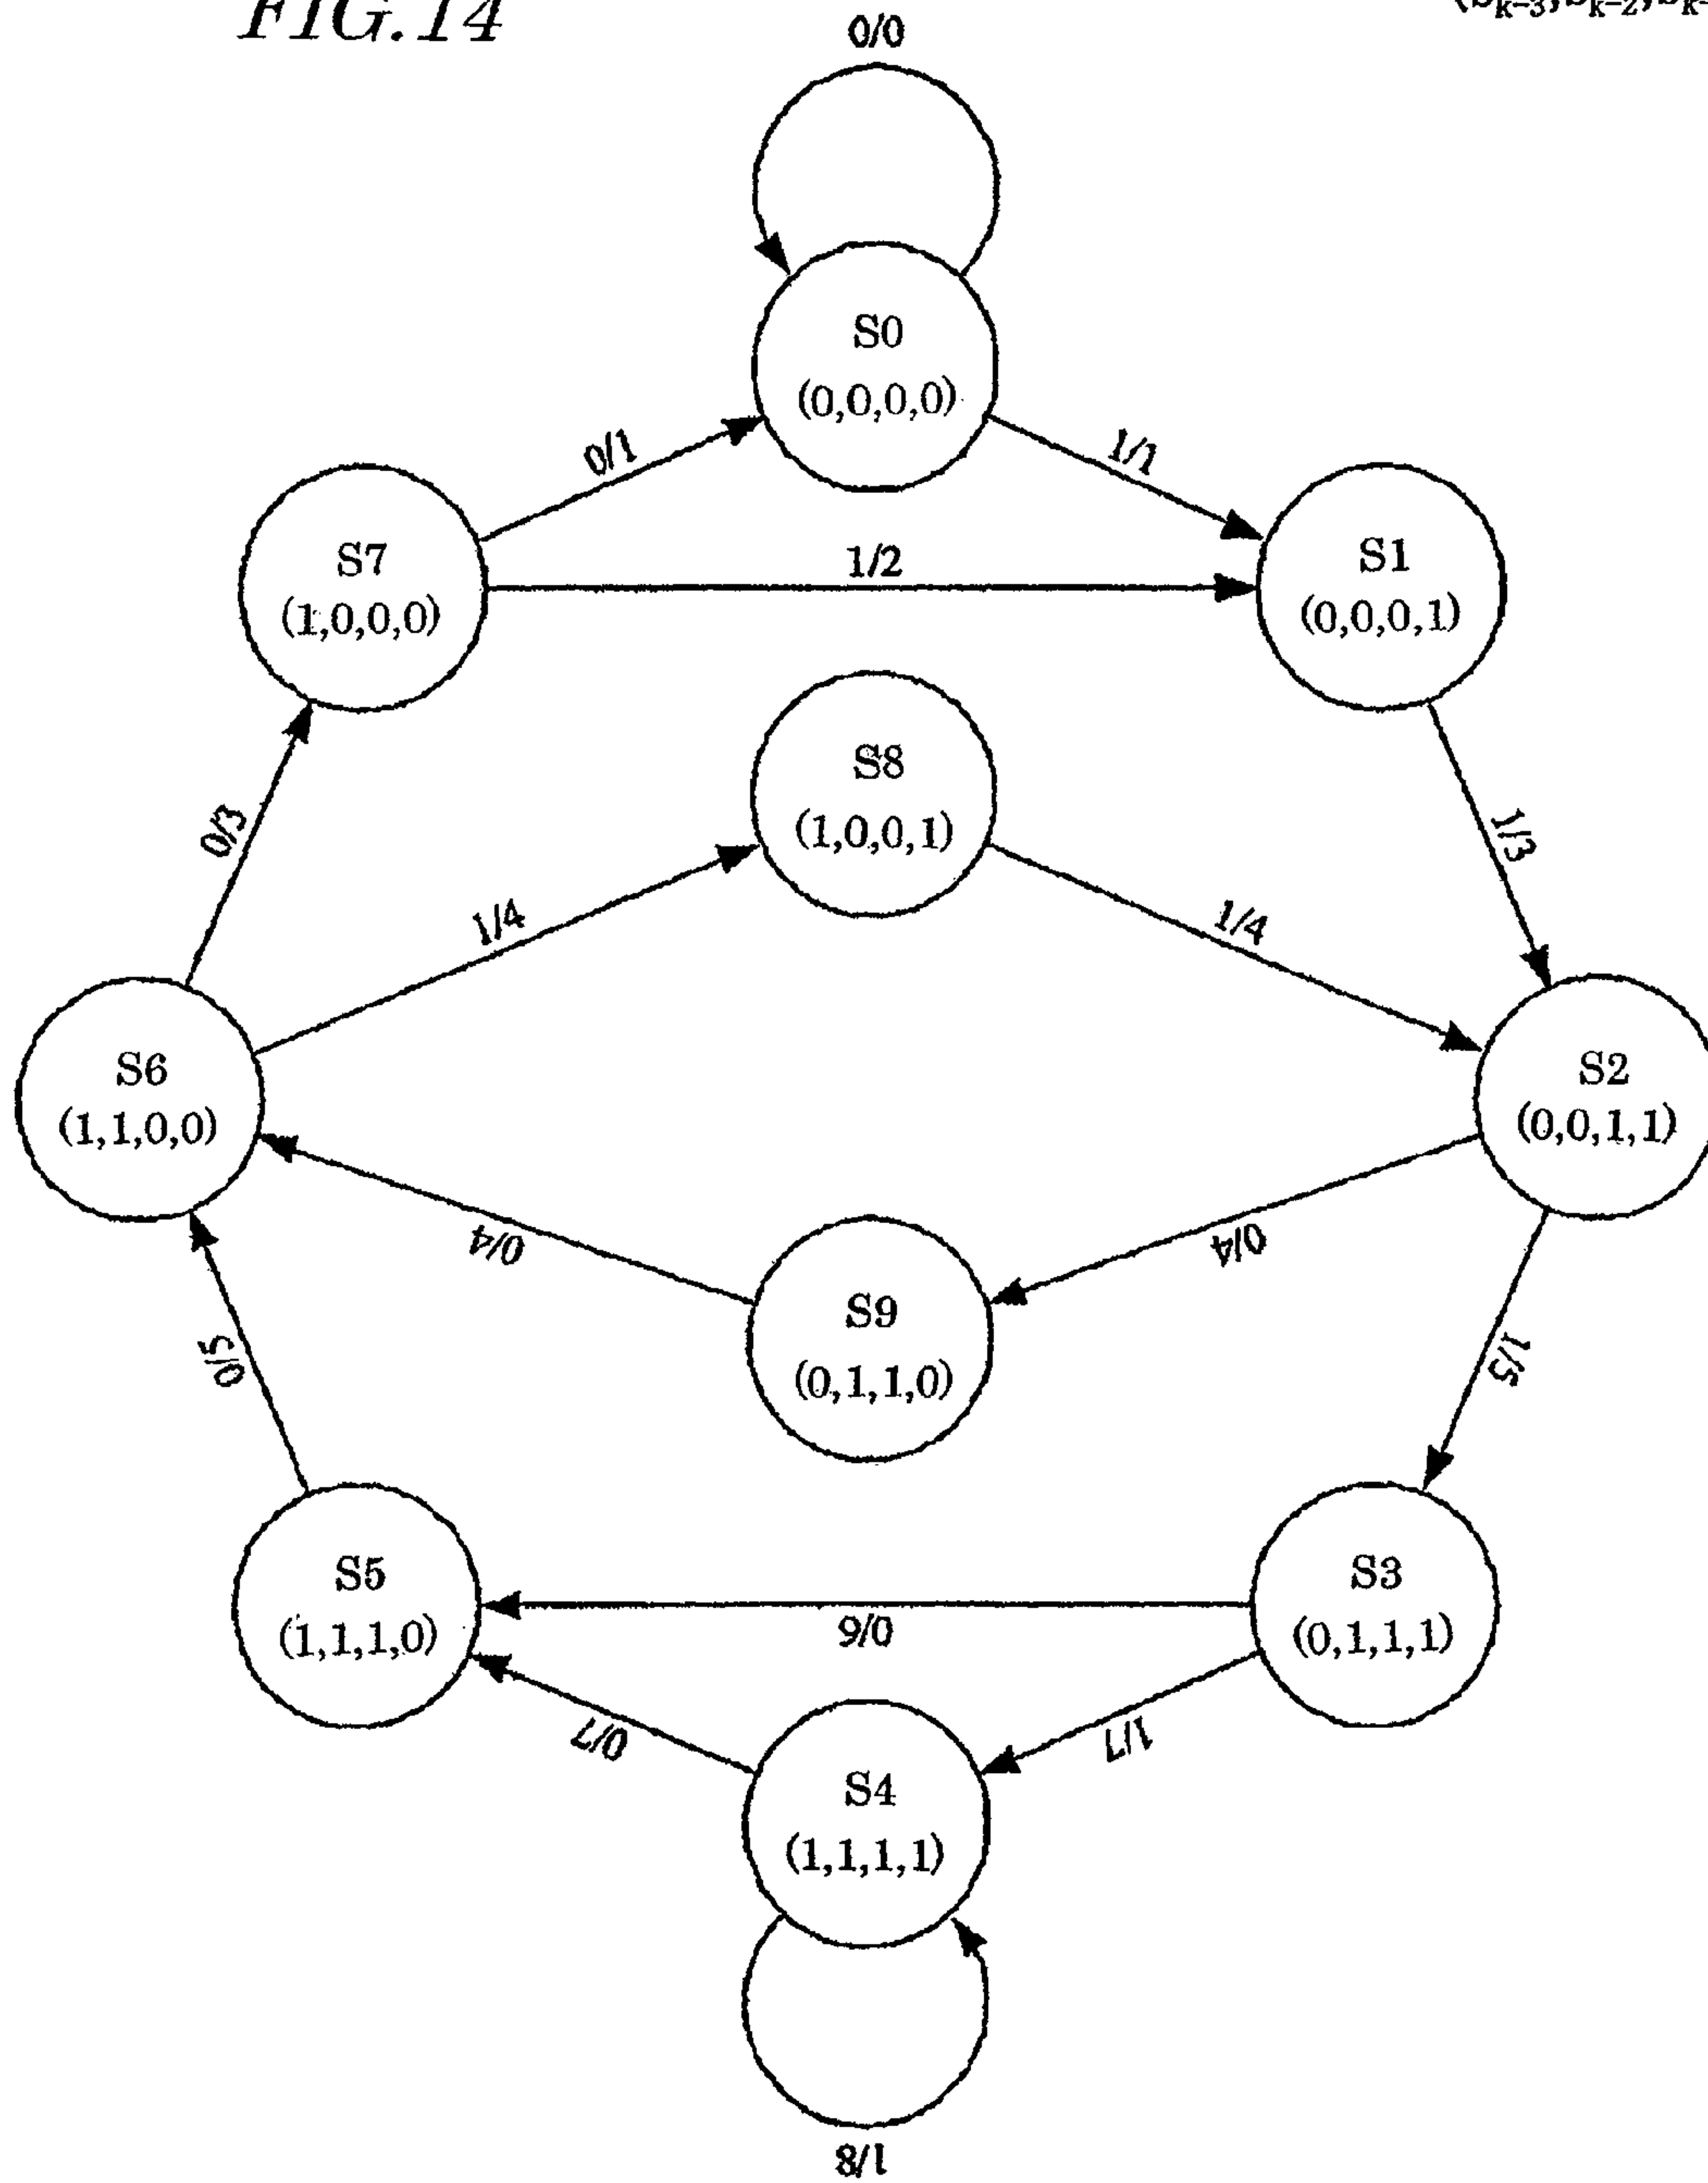 FIG.14
0/0
S0
(0,0,0,0)
0/1
1/1
S7
(1,0,0,0)
1/2
S1
(0,0,0,1)
S8
(1,0,0,1)
0/3
1/3
1/4
1/4
S6
(1,1,0,0)
S2
(0,0,1,1)
0/4
0/4
S9
(0,1,1,0)
0/5
1/5
S5
(1,1,1,0)
S3
(0,1,1,1)
0/6
0/7
1/7
S4
(1,1,1,1)
1/8